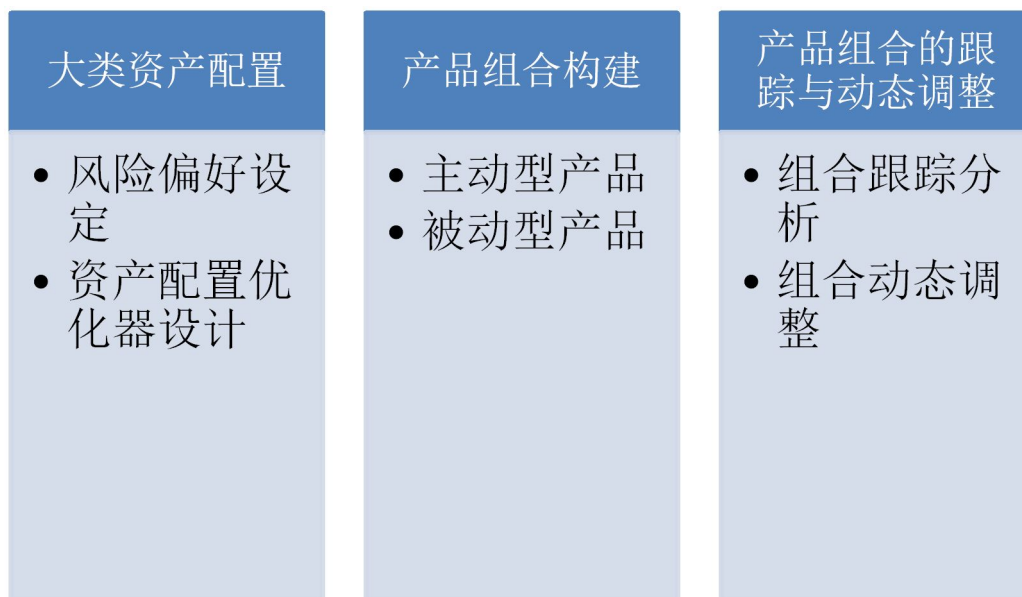 大类资产配置
• 风险偏好设
定
• 资产配置优
化器设计
产品组合构建
• 主动型产品
• 被动型产品
产品组合的跟
踪与动态调整
• 组合跟踪分
析
• 组合动态调
整